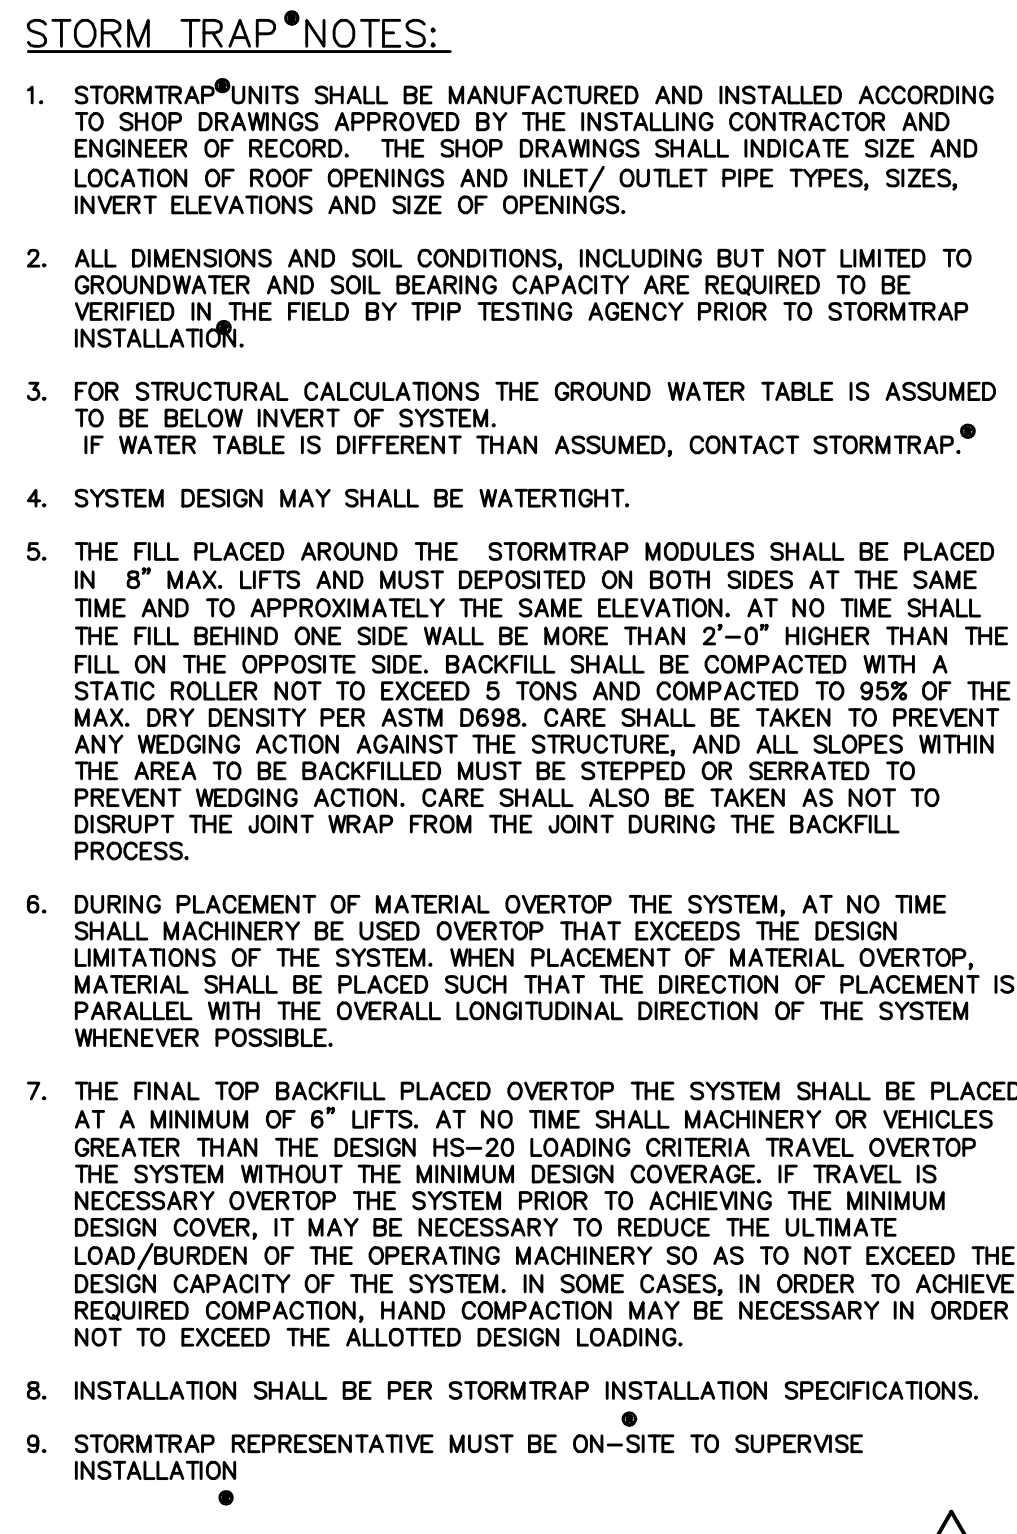 STORM TRAP®NOTES:
1. STORMTRAP®UNITS SHALL BE MANUFACTURED AND INSTALLED ACCORDING
TO SHOP DRAWINGS APPROVED BY THE INSTALLING CONTRACTOR AND
ENGINEER OF RECORD. THE SHOP DRAWINGS SHALL INDICATE SIZE AND
LOCATION OF ROOF OPENINGS AND INLET/ OUTLET PIPE TYPES, SIZES,
INVERT ELEVATIONS AND SIZE OF OPENINGS.
2. ALL DIMENSIONS AND SOIL CONDITIONS, INCLUDING BUT NOT LIMITED TO
GROUNDWATER AND SOIL BEARING CAPACITY ARE REQUIRED TO BE
VERIFIED IN THE FIELD BY TPIP TESTING AGENCY PRIOR TO STORMTRAP
INSTALLATION.
3. FOR STRUCTURAL CALCULATIONS THE GROUND WATER TABLE IS ASSUMED
TO BE BELOW INVERT OF SYSTEM.
IF WATER TABLE IS DIFFERENT THAN ASSUMED, CONTACT STORMTRAP.®
4. SYSTEM DESIGN MAY SHALL BE WATERTIGHT.
5. THE FILL PLACED AROUND THE STORMTRAP MODULES SHALL BE PLACED
IN 8" MAX. LIFTS AND MUST DEPOSITED ON BOTH SIDES AT THE SAME
TIME AND TO APPROXIMATELY THE SAME ELEVATION. AT NO TIME SHALL
THE FILL BEHIND ONE SIDE WALL BE MORE THAN 2'-0" HIGHER THAN THE
FILL ON THE OPPOSITE SIDE. BACKFILL SHALL BE COMPACTED WITH A
STATIC ROLLER NOT TO EXCEED 5 TONS AND COMPACTED TO 95% OF THE
MAX. DRY DENSITY PER ASTM D698. CARE SHALL BE TAKEN TO PREVENT
ANY WEDGING ACTION AGAINST THE STRUCTURE, AND ALL SLOPES WITHIN
THE AREA TO BE BACKFILLED MUST BE STEPPED OR SERRATED TO
PREVENT WEDGING ACTION. CARE SHALL ALSO BE TAKEN AS NOT TO
DISRUPT THE JOINT WRAP FROM THE JOINT DURING THE BACKFILL
PROCESS.
6. DURING PLACEMENT OF MATERIAL OVERTOP THE SYSTEM, AT NO TIME
SHALL MACHINERY BE USED OVERTOP THAT EXCEEDS THE DESIGN
LIMITATIONS OF THE SYSTEM. WHEN PLACEMENT OF MATERIAL OVERTOP,
MATERIAL SHALL BE PLACED SUCH THAT THE DIRECTION OF PLACEMENT IS
PARALLEL WITH THE OVERALL LONGITUDINAL DIRECTION OF THE SYSTEM
WHENEVER POSSIBLE.
7. THE FINAL TOP BACKFILL PLACED OVERTOP THE SYSTEM SHALL BE PLACED
AT A MINIMUM OF 6" LIFTS. AT NO TIME SHALL MACHINERY OR VEHICLES
GREATER THAN THE DESIGN HS-20 LOADING CRITERIA TRAVEL OVERTOP
THE SYSTEM WITHOUT THE MINIMUM DESIGN COVERAGE. IF TRAVEL IS
NECESSARY OVERTOP THE SYSTEM PRIOR TO ACHIEVING THE MINIMUM
DESIGN COVER, IT MAY BE NECESSARY TO REDUCE THE ULTIMATE
LOAD/BURDEN OF THE OPERATING MACHINERY SO AS TO NOT EXCEED THE
DESIGN CAPACITY OF THE SYSTEM. IN SOME CASES, IN ORDER TO ACHIEVE
REQUIRED COMPACTION, HAND COMPACTION MAY BE NECESSARY IN ORDER
NOT TO EXCEED THE ALLOTTED DESIGN LOADING.
8. INSTALLATION SHALL BE PER STORMTRAP INSTALLATION SPECIFICATIONS.
9. STORMTRAP REPRESENTATIVE MUST BE ON-SITE TO SUPERVISE
INSTALLATION